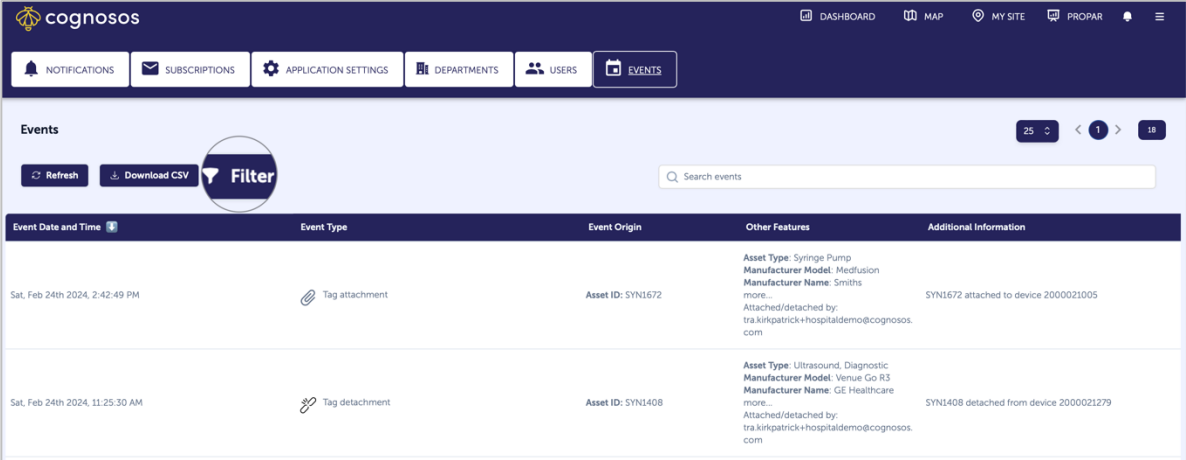 cognosos
DASHBOARD
MAP
MY SITE
PROPAR
NOTIFICATIONS
SUBSCRIPTIONS
APPLICATION SETTINGS
DEPARTMENTS
USERS
EVENTS
Events
25
1
18
Refresh
Download CSV
Filter
Search events
Event Date and Time
Event Type
Event Origin
Other Features
Additional Information
Sat, Feb 24th 2024, 2:42:49 PM
Tag attachment
Asset ID: SYN1672
Asset Type: Syringe Pump
Manufacturer Model: Medfusion
Manufacturer Name: Smiths
more...
Attached/detached by:
tra.kirkpatrick+hospitaldemo@cognosos.
com
SYN1672 attached to device 2000021005
Sat, Feb 24th 2024, 11:25:30 AM
Tag detachment
Asset ID: SYN1408
Asset Type: Ultrasound, Diagnostic
Manufacturer Model: Venue Go R3
Manufacturer Name: GE Healthcare
more...
Attached/detached by:
tra.kirkpatrick+hospitaldemo@cognosos.
com
SYN1408 detached from device 2000021279